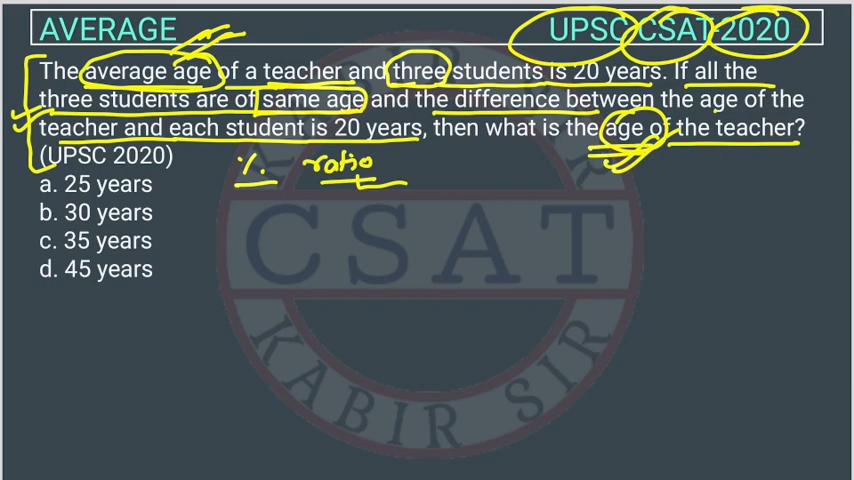 AVERAGE
UPSC CSAT 2020
The average age of a teacher and three students is 20 years. If all the
three students are of same age and the difference between the age of the
teacher and each student is 20 years, then what is the age of the teacher?
(UPSC 2020)
% ratio
a. 25 years
b. 30 years
c. 35 years
d. 45 years
KABIR SIR
CSAT
KABIR SIR